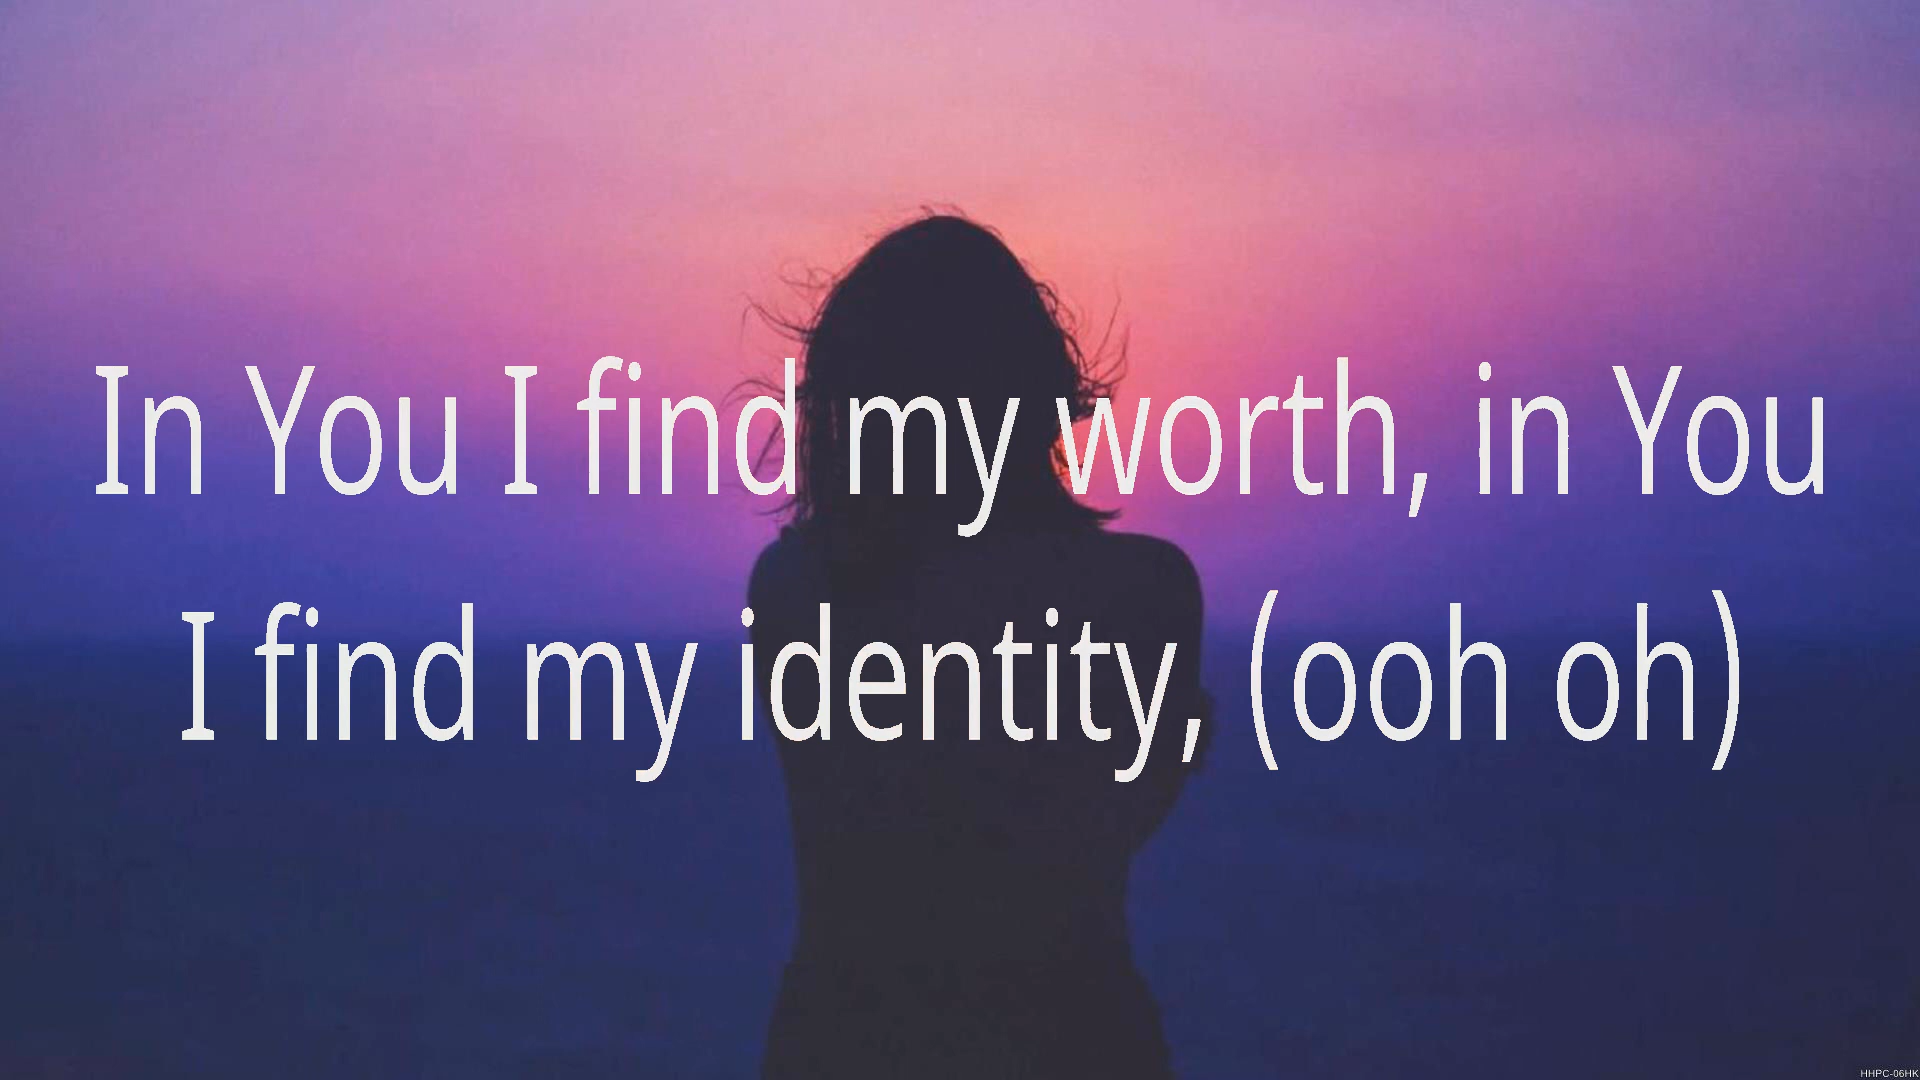 In You I find my worth, in You
I find my identity, (ooh oh)
HHPC-06HK